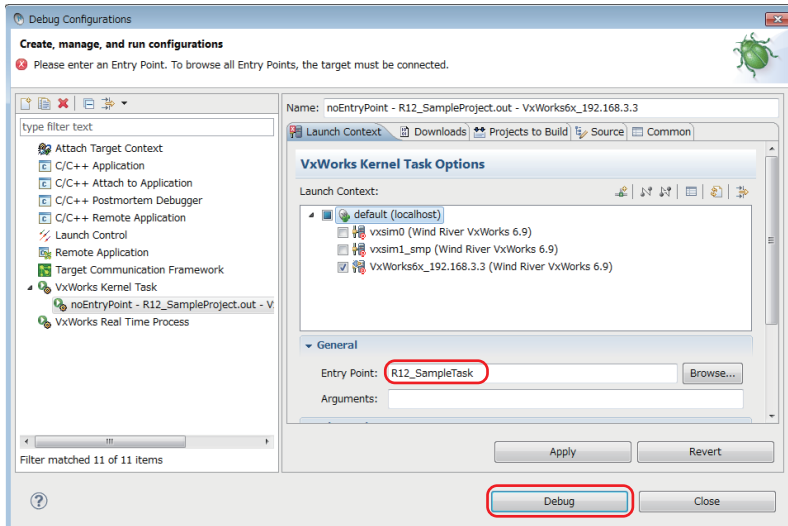 Debug Configurations
Create, manage, and run configurations
Please enter an Entry Point. To browse all Entry Points, the target must be connected.
type filter text
Attach Target Context
C/C++ Application
C/C++ Attach to Application
C/C++ Postmortem Debugger
C/C++ Remote Application
Launch Control
Remote Application
Target Communication Framework
VxWorks Kernel Task
noEntryPoint - R12_SampleProject.out - V
VxWorks Real Time Process
Filter matched 11 of 11 items
Name: noEntryPoint - R12_SampleProject.out - VxWorks6x_192.168.3.3
Launch Context Downloads Projects to Build Source Common
VxWorks Kernel Task Options
Launch Context:
default (localhost)
vxsim0 (Wind River VxWorks 6.9)
vxsim1_smp (Wind River VxWorks 6.9)
VxWorks6x_192.168.3.3 (Wind River VxWorks 6.9)
General
Entry Point: R12_SampleTask Browse...
Arguments:
Apply Revert
Debug Close